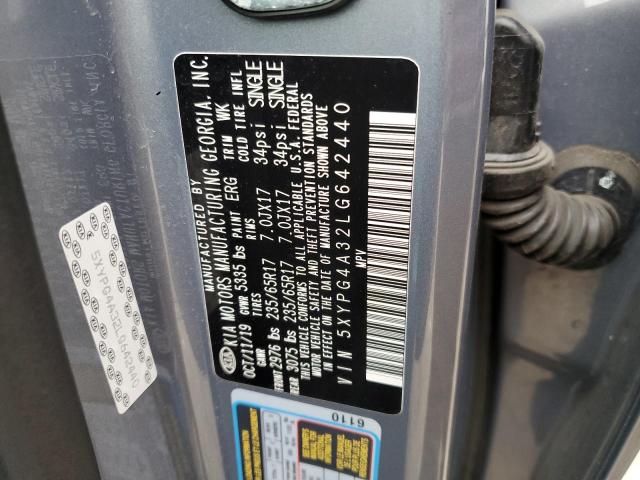 MANUFACTURED BY
KIA MOTORS MANUFACTURING GEORGIA, INC.
OCT/11/19 GVWR 5335 lbs PAINT ERG TRIM WK
GAWR TIRES RIMS COLD TIRE INFL
FRONT 2976 lbs 235/65R17 7.0JX17 34psi SINGLE
REAR 3075 lbs 235/65R17 7.0JX17 34psi SINGLE
THIS VEHICLE CONFORMS TO ALL APPLICABLE U.S.A. FEDERAL
MOTOR VEHICLE SAFETY AND THEFT PREVENTION STANDARDS
IN EFFECT ON THE DATE OF MANUFACTURE SHOWN ABOVE
VIN 5XYPG4A32LG642440
MPV
5XYPG4A32LG642440
6110